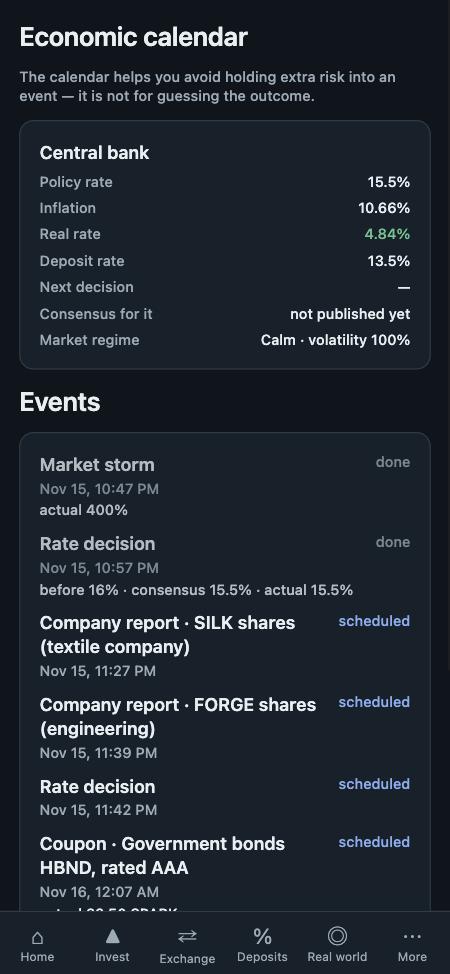 Economic calendar
The calendar helps you avoid holding extra risk into an
event — it is not for guessing the outcome.
Central bank
Policy rate 15.5%
Inflation 10.66%
Real rate 4.84%
Deposit rate 13.5%
Next decision —
Consensus for it not published yet
Market regime Calm · volatility 100%
Events
Market storm done
Nov 15, 10:47 PM
actual 400%
Rate decision done
Nov 15, 10:57 PM
before 16% · consensus 15.5% · actual 15.5%
Company report · SILK shares scheduled
(textile company)
Nov 15, 11:27 PM
Company report · FORGE shares scheduled
(engineering)
Nov 15, 11:39 PM
Rate decision scheduled
Nov 15, 11:42 PM
Coupon · Government bonds scheduled
HBND, rated AAA
Nov 16, 12:07 AM
Home Invest Exchange Deposits Real world More